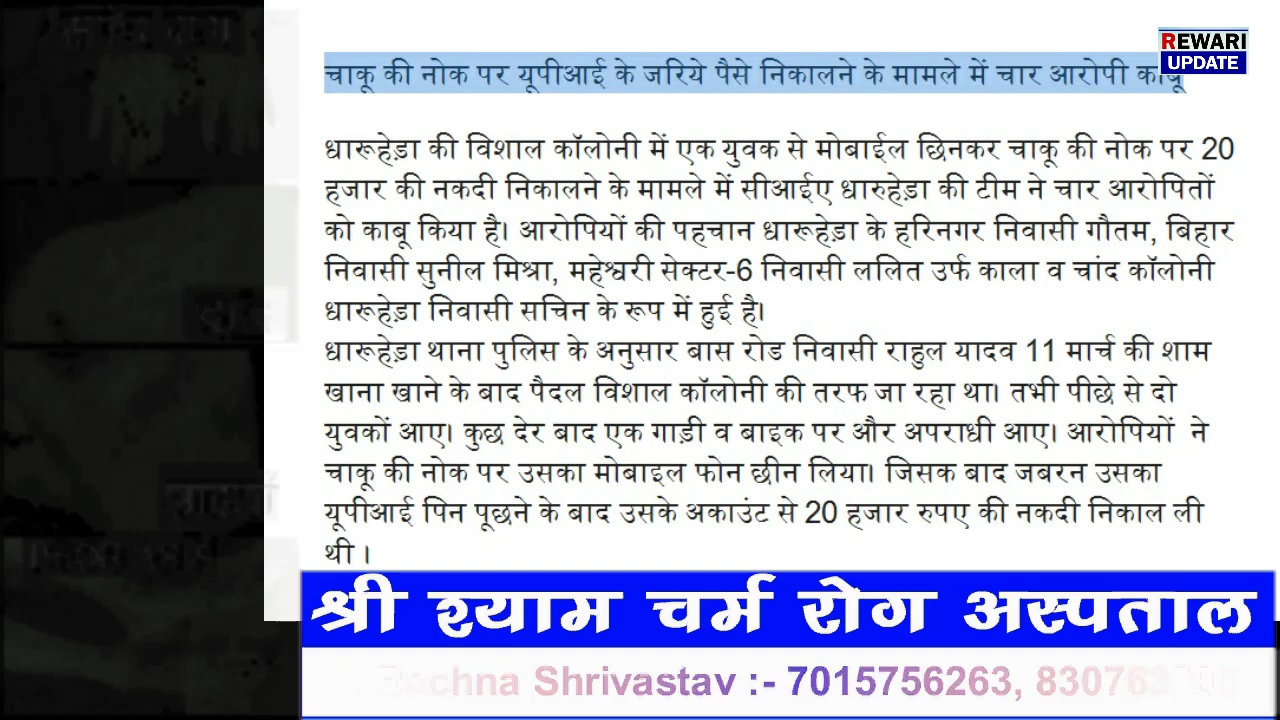 REWARI
UPDATE
चाकू की नोक पर यूपीआई के जरिये पैसे निकालने के मामले में चार आरोपी काबू
धारूहेड़ा की विशाल कॉलोनी में एक युवक से मोबाईल छिनकर चाकू की नोक पर 20
हजार की नकदी निकालने के मामले में सीआईए धारुहेड़ा की टीम ने चार आरोपितों
को काबू किया है। आरोपियों की पहचान धारूहेड़ा के हरिनगर निवासी गौतम, बिहार
निवासी सुनील मिश्रा, महेश्वरी सेक्टर-6 निवासी ललित उर्फ काला व चांद कॉलोनी
धारूहेड़ा निवासी सचिन के रूप में हुई है।
धारूहेड़ा थाना पुलिस के अनुसार बास रोड निवासी राहुल यादव 11 मार्च की शाम
खाना खाने के बाद पैदल विशाल कॉलोनी की तरफ जा रहा था। तभी पीछे से दो
युवकों आए। कुछ देर बाद एक गाड़ी व बाइक पर और अपराधी आए। आरोपियों ने
चाकू की नोक पर उसका मोबाइल फोन छीन लिया। जिसक बाद जबरन उसका
यूपीआई पिन पूछने के बाद उसके अकाउंट से 20 हजार रुपए की नकदी निकाल ली
थी ।
श्री श्याम चर्म रोग अस्पताल
Shrivastav :- 7015756263,